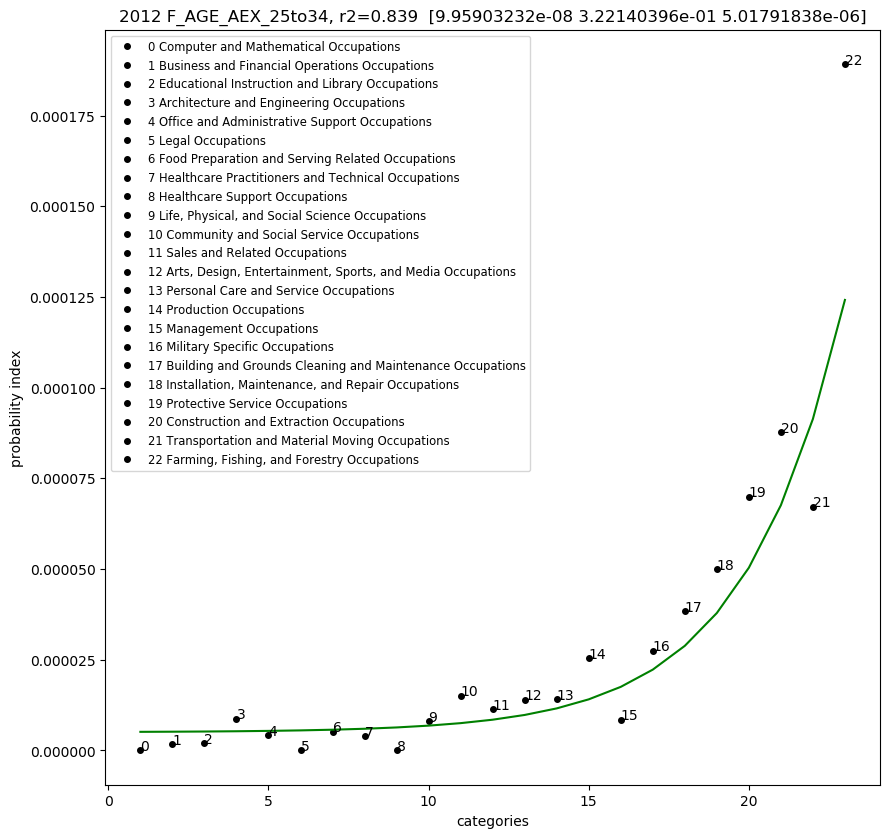 2012 F_AGE_AEX_25to34, r2=0.839  [9.95903232e-08 3.22140396e-01 5.01791838e-06]
0 Computer and Mathematical Occupations
1 Business and Financial Operations Occupations
2 Educational Instruction and Library Occupations
3 Architecture and Engineering Occupations
4 Office and Administrative Support Occupations
5 Legal Occupations
6 Food Preparation and Serving Related Occupations
7 Healthcare Practitioners and Technical Occupations
8 Healthcare Support Occupations
9 Life, Physical, and Social Science Occupations
10 Community and Social Service Occupations
11 Sales and Related Occupations
12 Arts, Design, Entertainment, Sports, and Media Occupations
13 Personal Care and Service Occupations
14 Production Occupations
15 Management Occupations
16 Military Specific Occupations
17 Building and Grounds Cleaning and Maintenance Occupations
18 Installation, Maintenance, and Repair Occupations
19 Protective Service Occupations
20 Construction and Extraction Occupations
21 Transportation and Material Moving Occupations
22 Farming, Fishing, and Forestry Occupations
probability index
0.000175
0.000150
0.000125
0.000100
0.000075
0.000050
0.000025
0.000000
0
1
2
3
4
5
6
7
8
9
10
11
12
13
14
15
16
17
18
19
20
21
22
0
5
10
15
20
categories